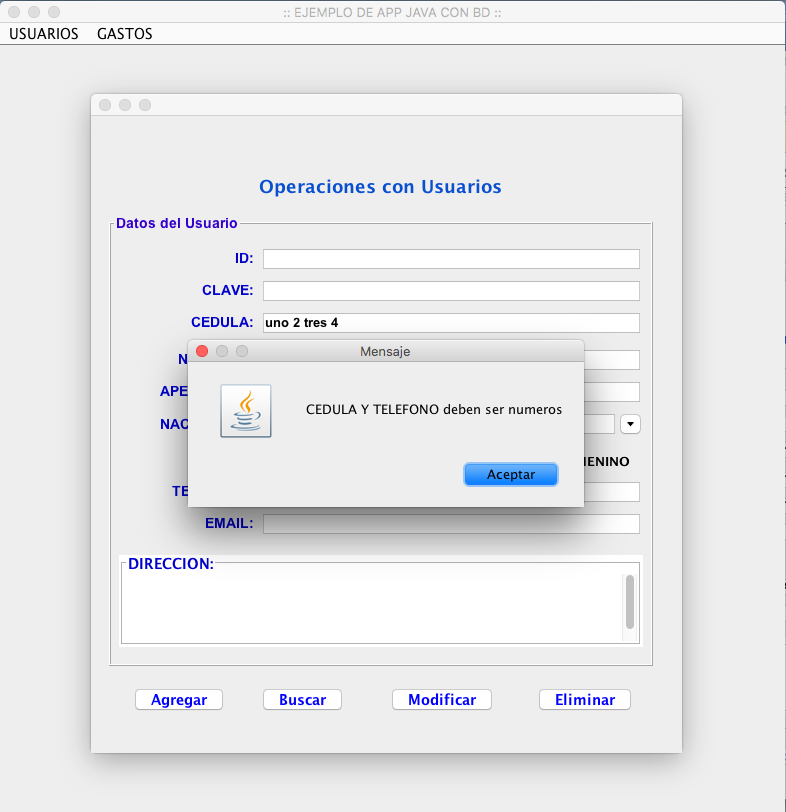 :: EJEMPLO DE APP JAVA CON BD ::
USUARIOS GASTOS
Operaciones con Usuarios
Datos del Usuario
ID:
CLAVE:
CEDULA: uno 2 tres 4
Mensaje
CEDULA Y TELEFONO deben ser numeros
Aceptar
EMAIL:
DIRECCION:
Agregar Buscar Modificar Eliminar